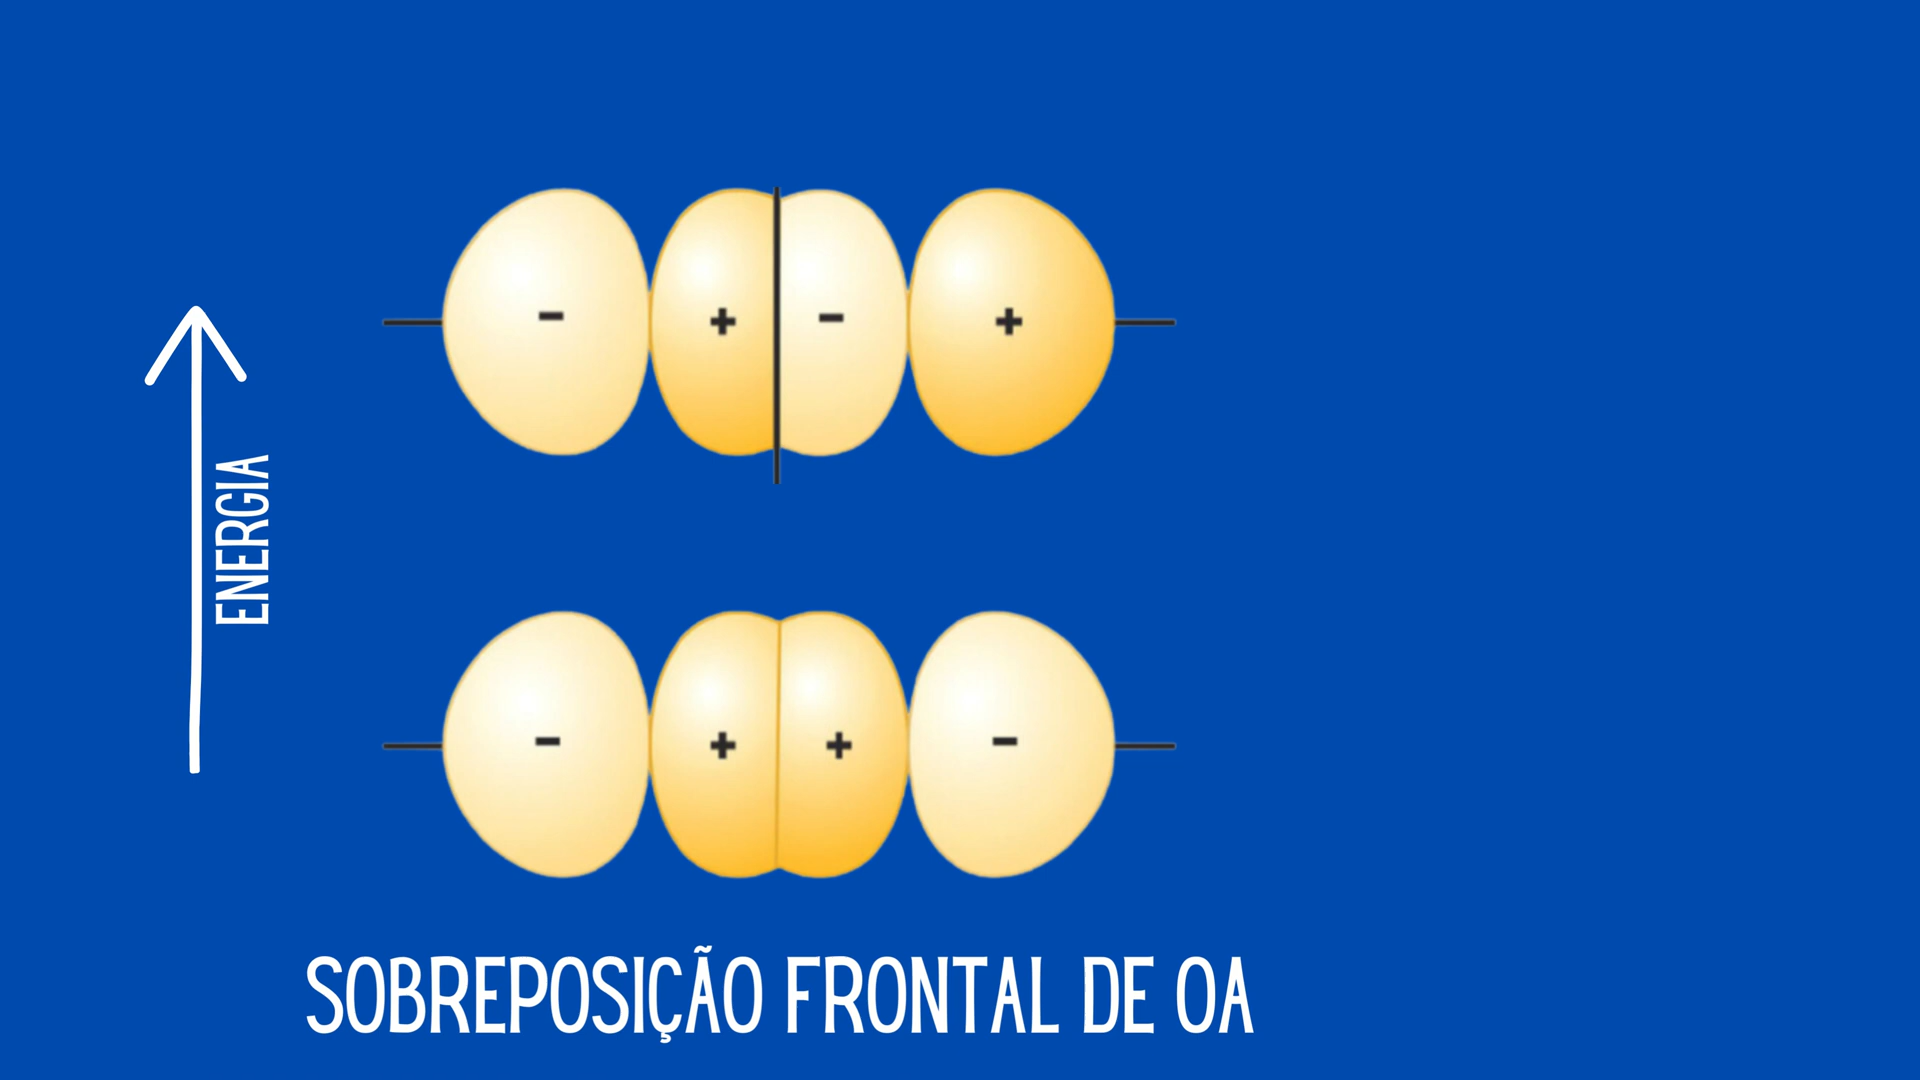 - + - +
ENERGIA
- + + -
SOBREPOSIÇÃO FRONTAL DE OA